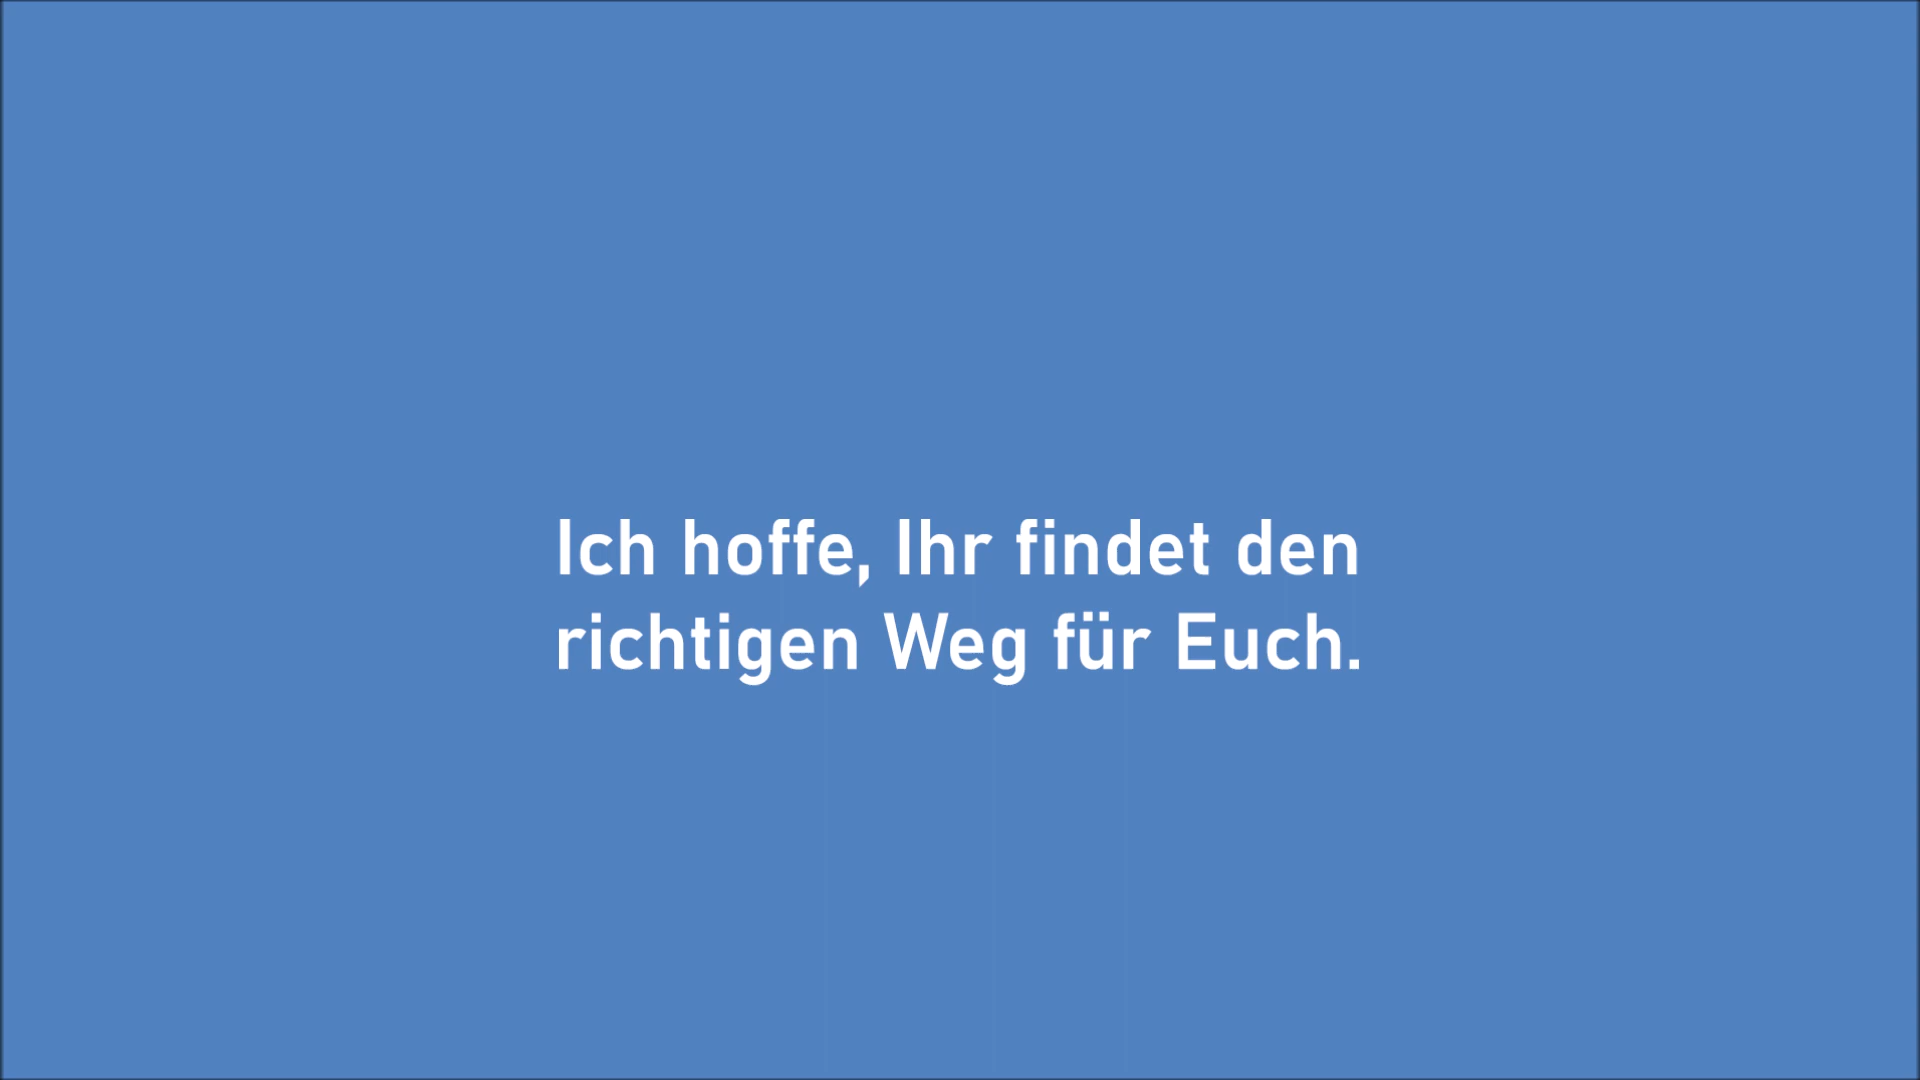 Ich hoffe, Ihr findet den
richtigen Weg für Euch.